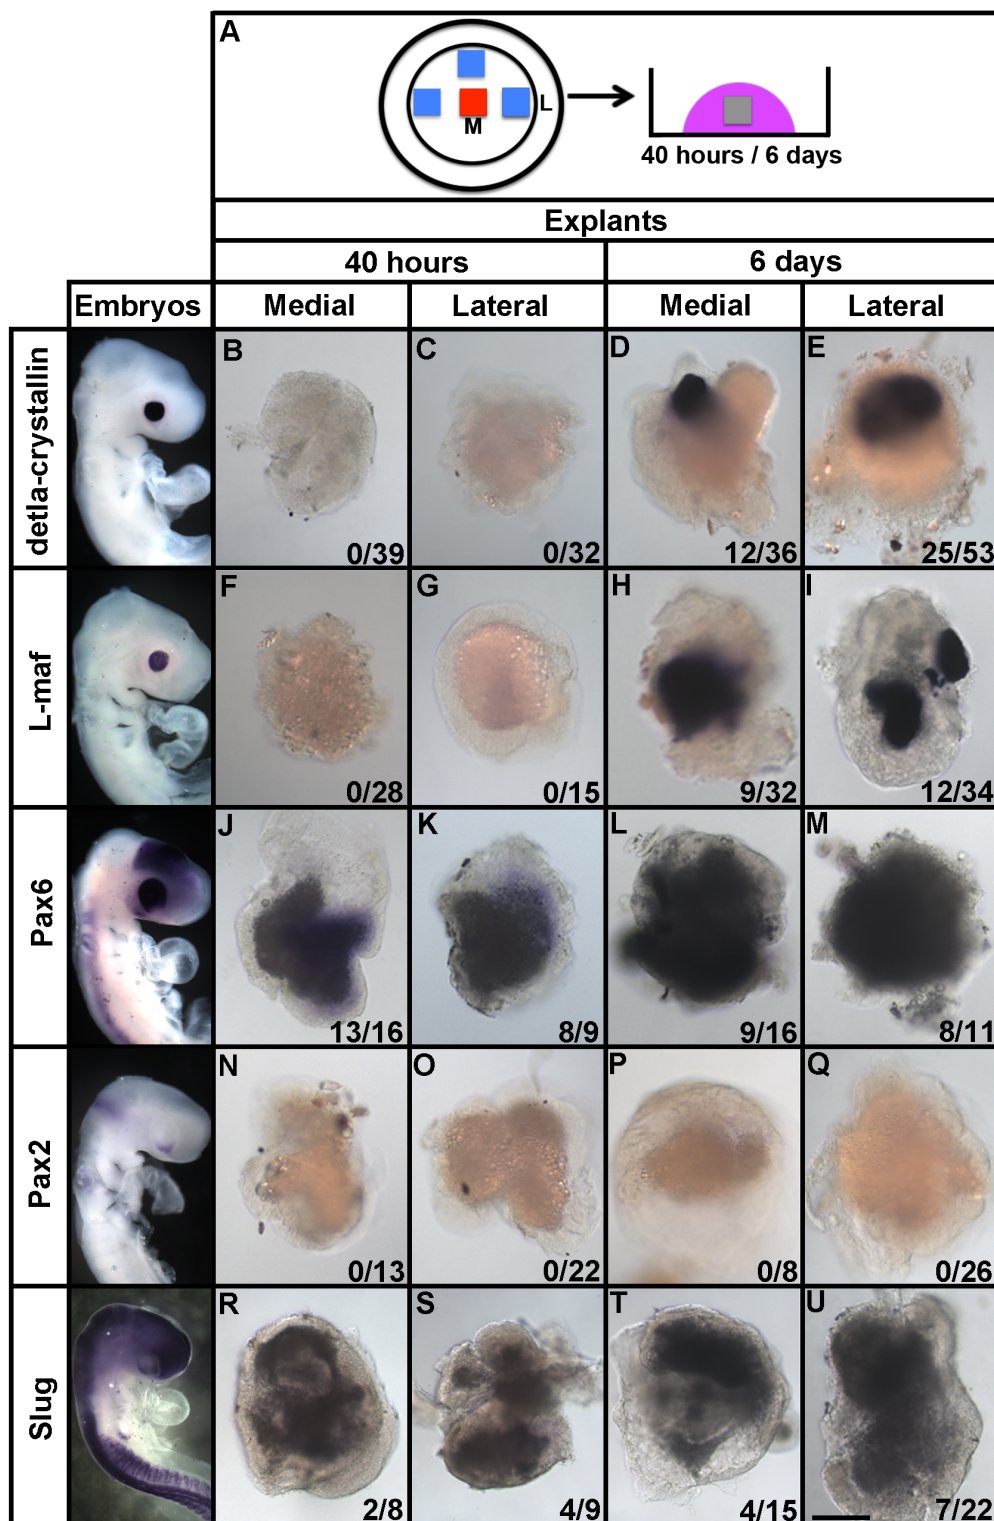 A
L
M
40 hours / 6 days
Explants
40 hours
6 days
Embryos
Medial
Lateral
Medial
Lateral
detla-crystallin
B
0/39
C
0/32
D
12/36
E
25/53
L-maf
F
0/28
G
0/15
H
9/32
I
12/34
Pax6
J
13/16
K
8/9
L
9/16
M
8/11
Pax2
N
0/13
O
0/22
P
0/8
Q
0/26
Slug
R
2/8
S
4/9
T
4/15
U
7/22